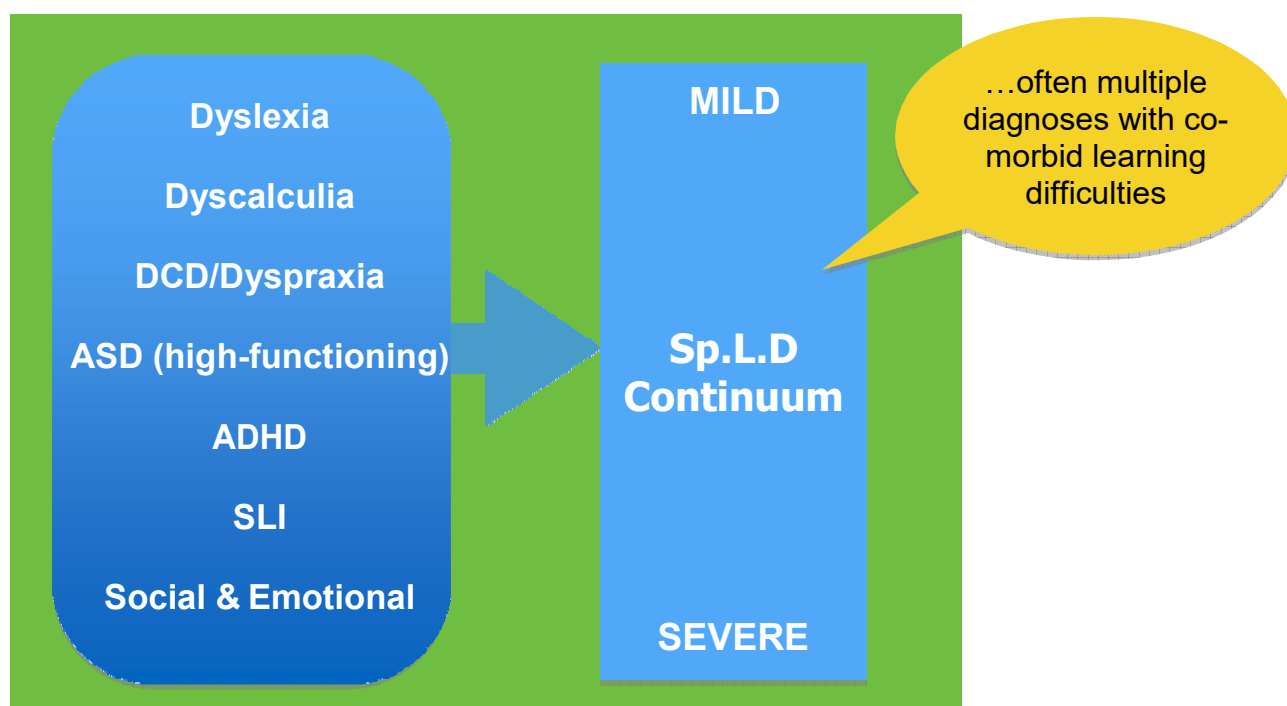 Dyslexia
Dyscalculia
DCD/Dyspraxia
ASD (high-functioning)
ADHD
SLI
Social & Emotional
MILD
Sp.L.D
Continuum
SEVERE
…often multiple
diagnoses with co-
morbid learning
difficulties